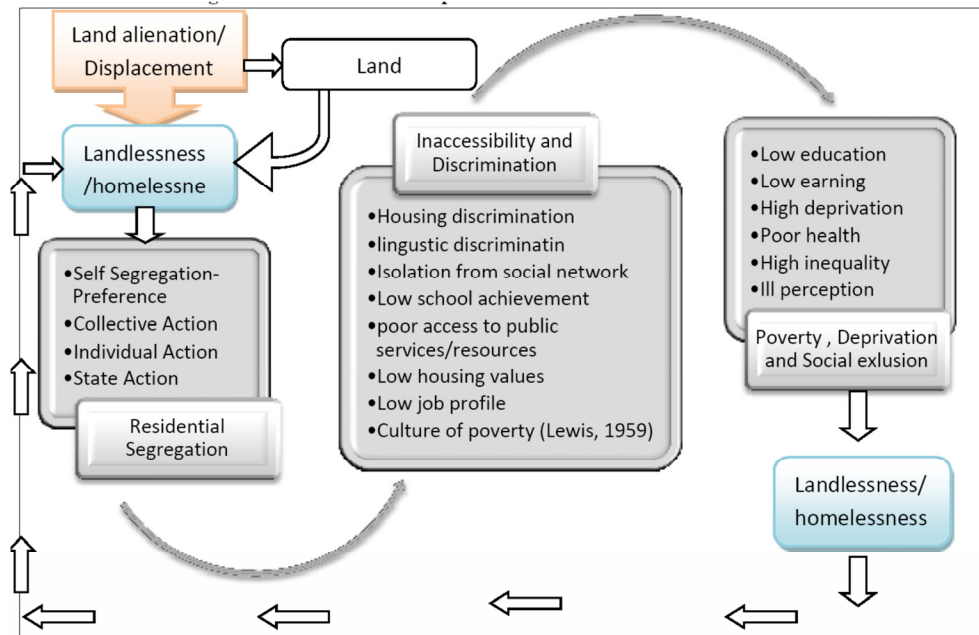 Land alienation/
Displacement
Land
Landlessness
/homelessne
•Self Segregation-
Preference
•Collective Action
•Individual Action
•State Action
Residential
Segregation
Inaccessibility and
Discrimination
•Housing discrimination
•lingustic discriminatin
•Isolation from social network
•Low school achievement
•poor access to public
services/resources
•Low housing values
•Low job profile
•Culture of poverty (Lewis, 1959)
•Low education
•Low earning
•High deprivation
•Poor health
•High inequality
•Ill perception
Poverty , Deprivation
and Social exlusion
Landlessness/
homelessness